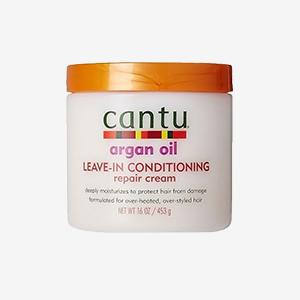 cantu
argan oil
LEAVE-IN CONDITIONING
repair cream
deeply moisturizes to protect hair from damage
formulated for over-heated, over-styled hair
NET WT 16 OZ/ 453 g